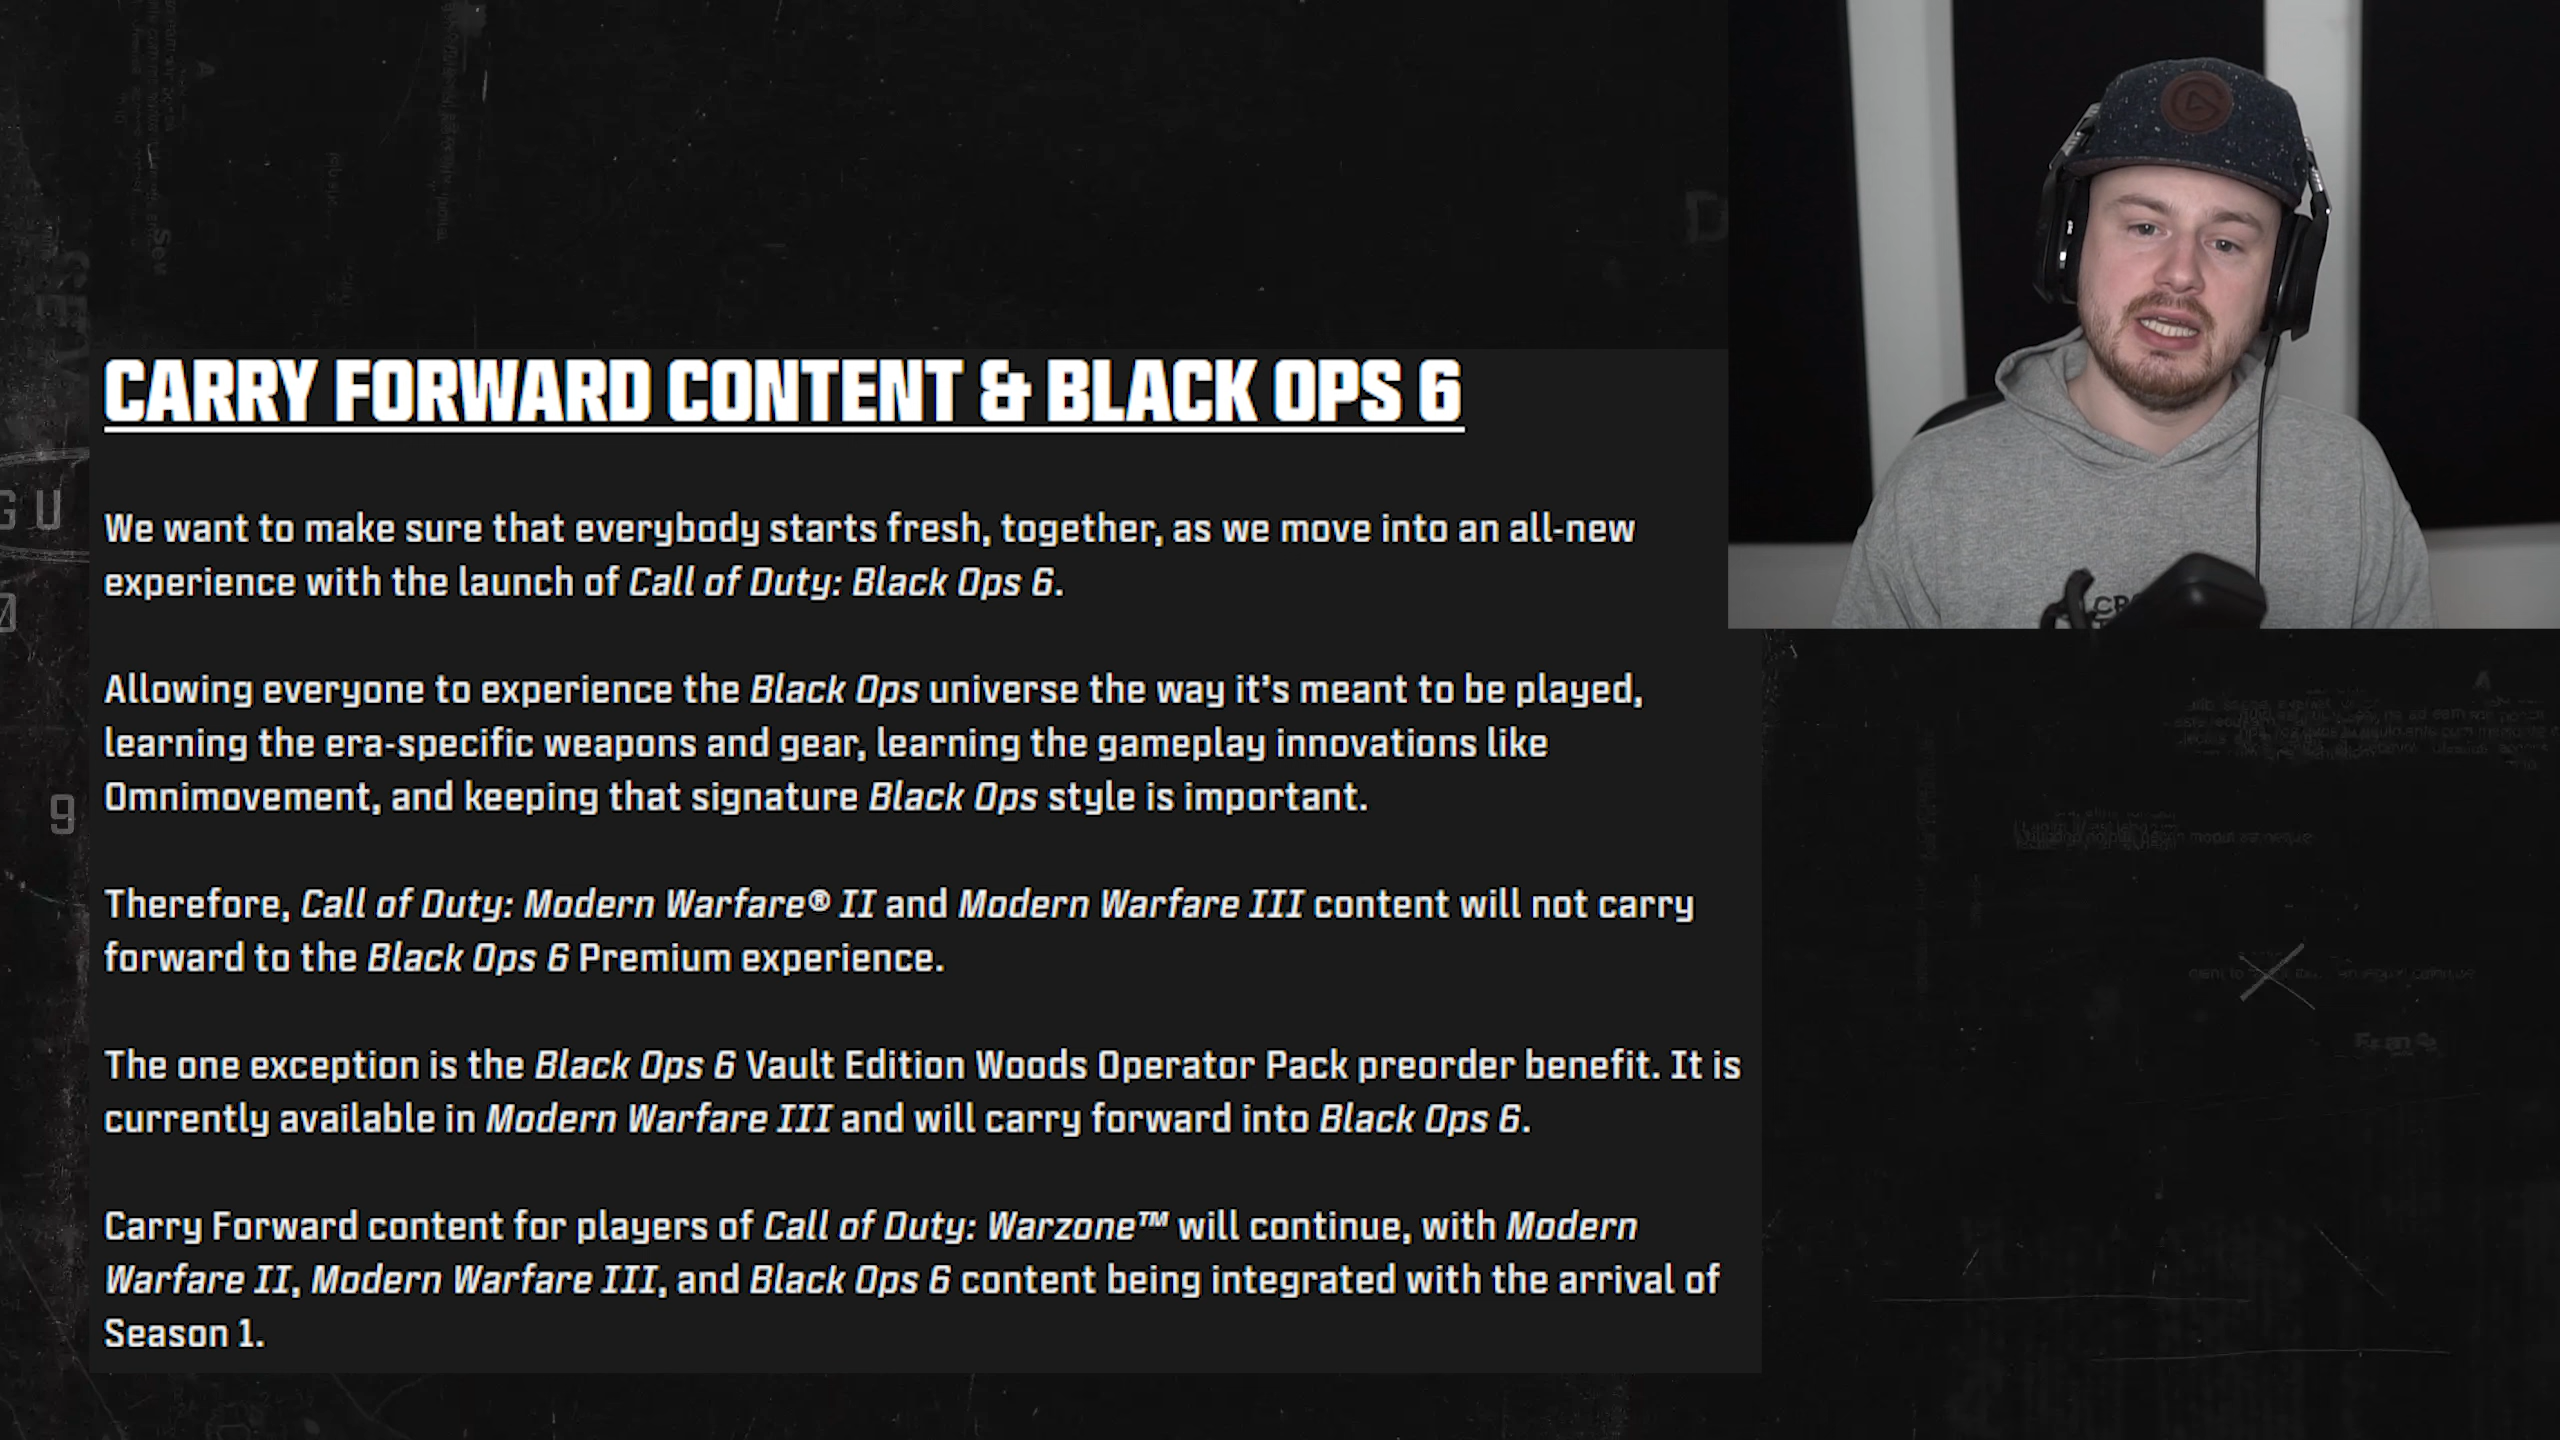 CARRY FORWARD CONTENT & BLACK OPS 6
We want to make sure that everybody starts fresh, together, as we move into an all-new
experience with the launch of Call of Duty: Black Ops 6.
Allowing everyone to experience the Black Ops universe the way it’s meant to be played,
learning the era-specific weapons and gear, learning the gameplay innovations like
Omnimovement, and keeping that signature Black Ops style is important.
Therefore, Call of Duty: Modern Warfare® II and Modern Warfare III content will not carry
forward to the Black Ops 6 Premium experience.
The one exception is the Black Ops 6 Vault Edition Woods Operator Pack preorder benefit. It is
currently available in Modern Warfare III and will carry forward into Black Ops 6.
Carry Forward content for players of Call of Duty: Warzone™ will continue, with Modern
Warfare II, Modern Warfare III, and Black Ops 6 content being integrated with the arrival of
Season 1.
G U
9